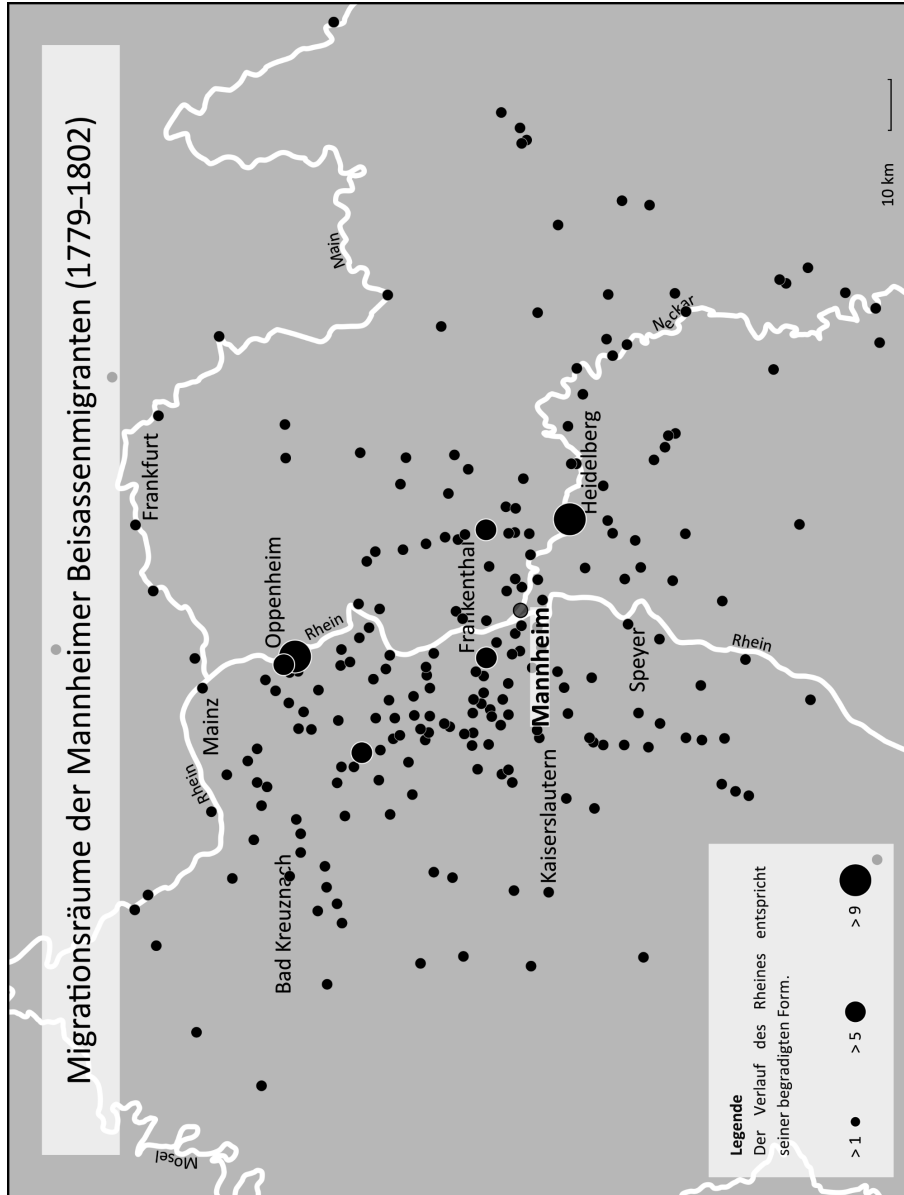 Migrationsräume der Mannheimer Beisassenmigranten (1779–1802)
Mosel
Rhein
Mainz
Frankfurt
Main
Oppenheim
Rhein
Bad Kreuznach
Frankenthal
Mannheim
Heidelberg
Neckar
Kaiserslautern
Speyer
Rhein
Legende
Der Verlauf des Rheines entspricht
seiner begradigten Form.
> 1
> 5
> 9
10 km